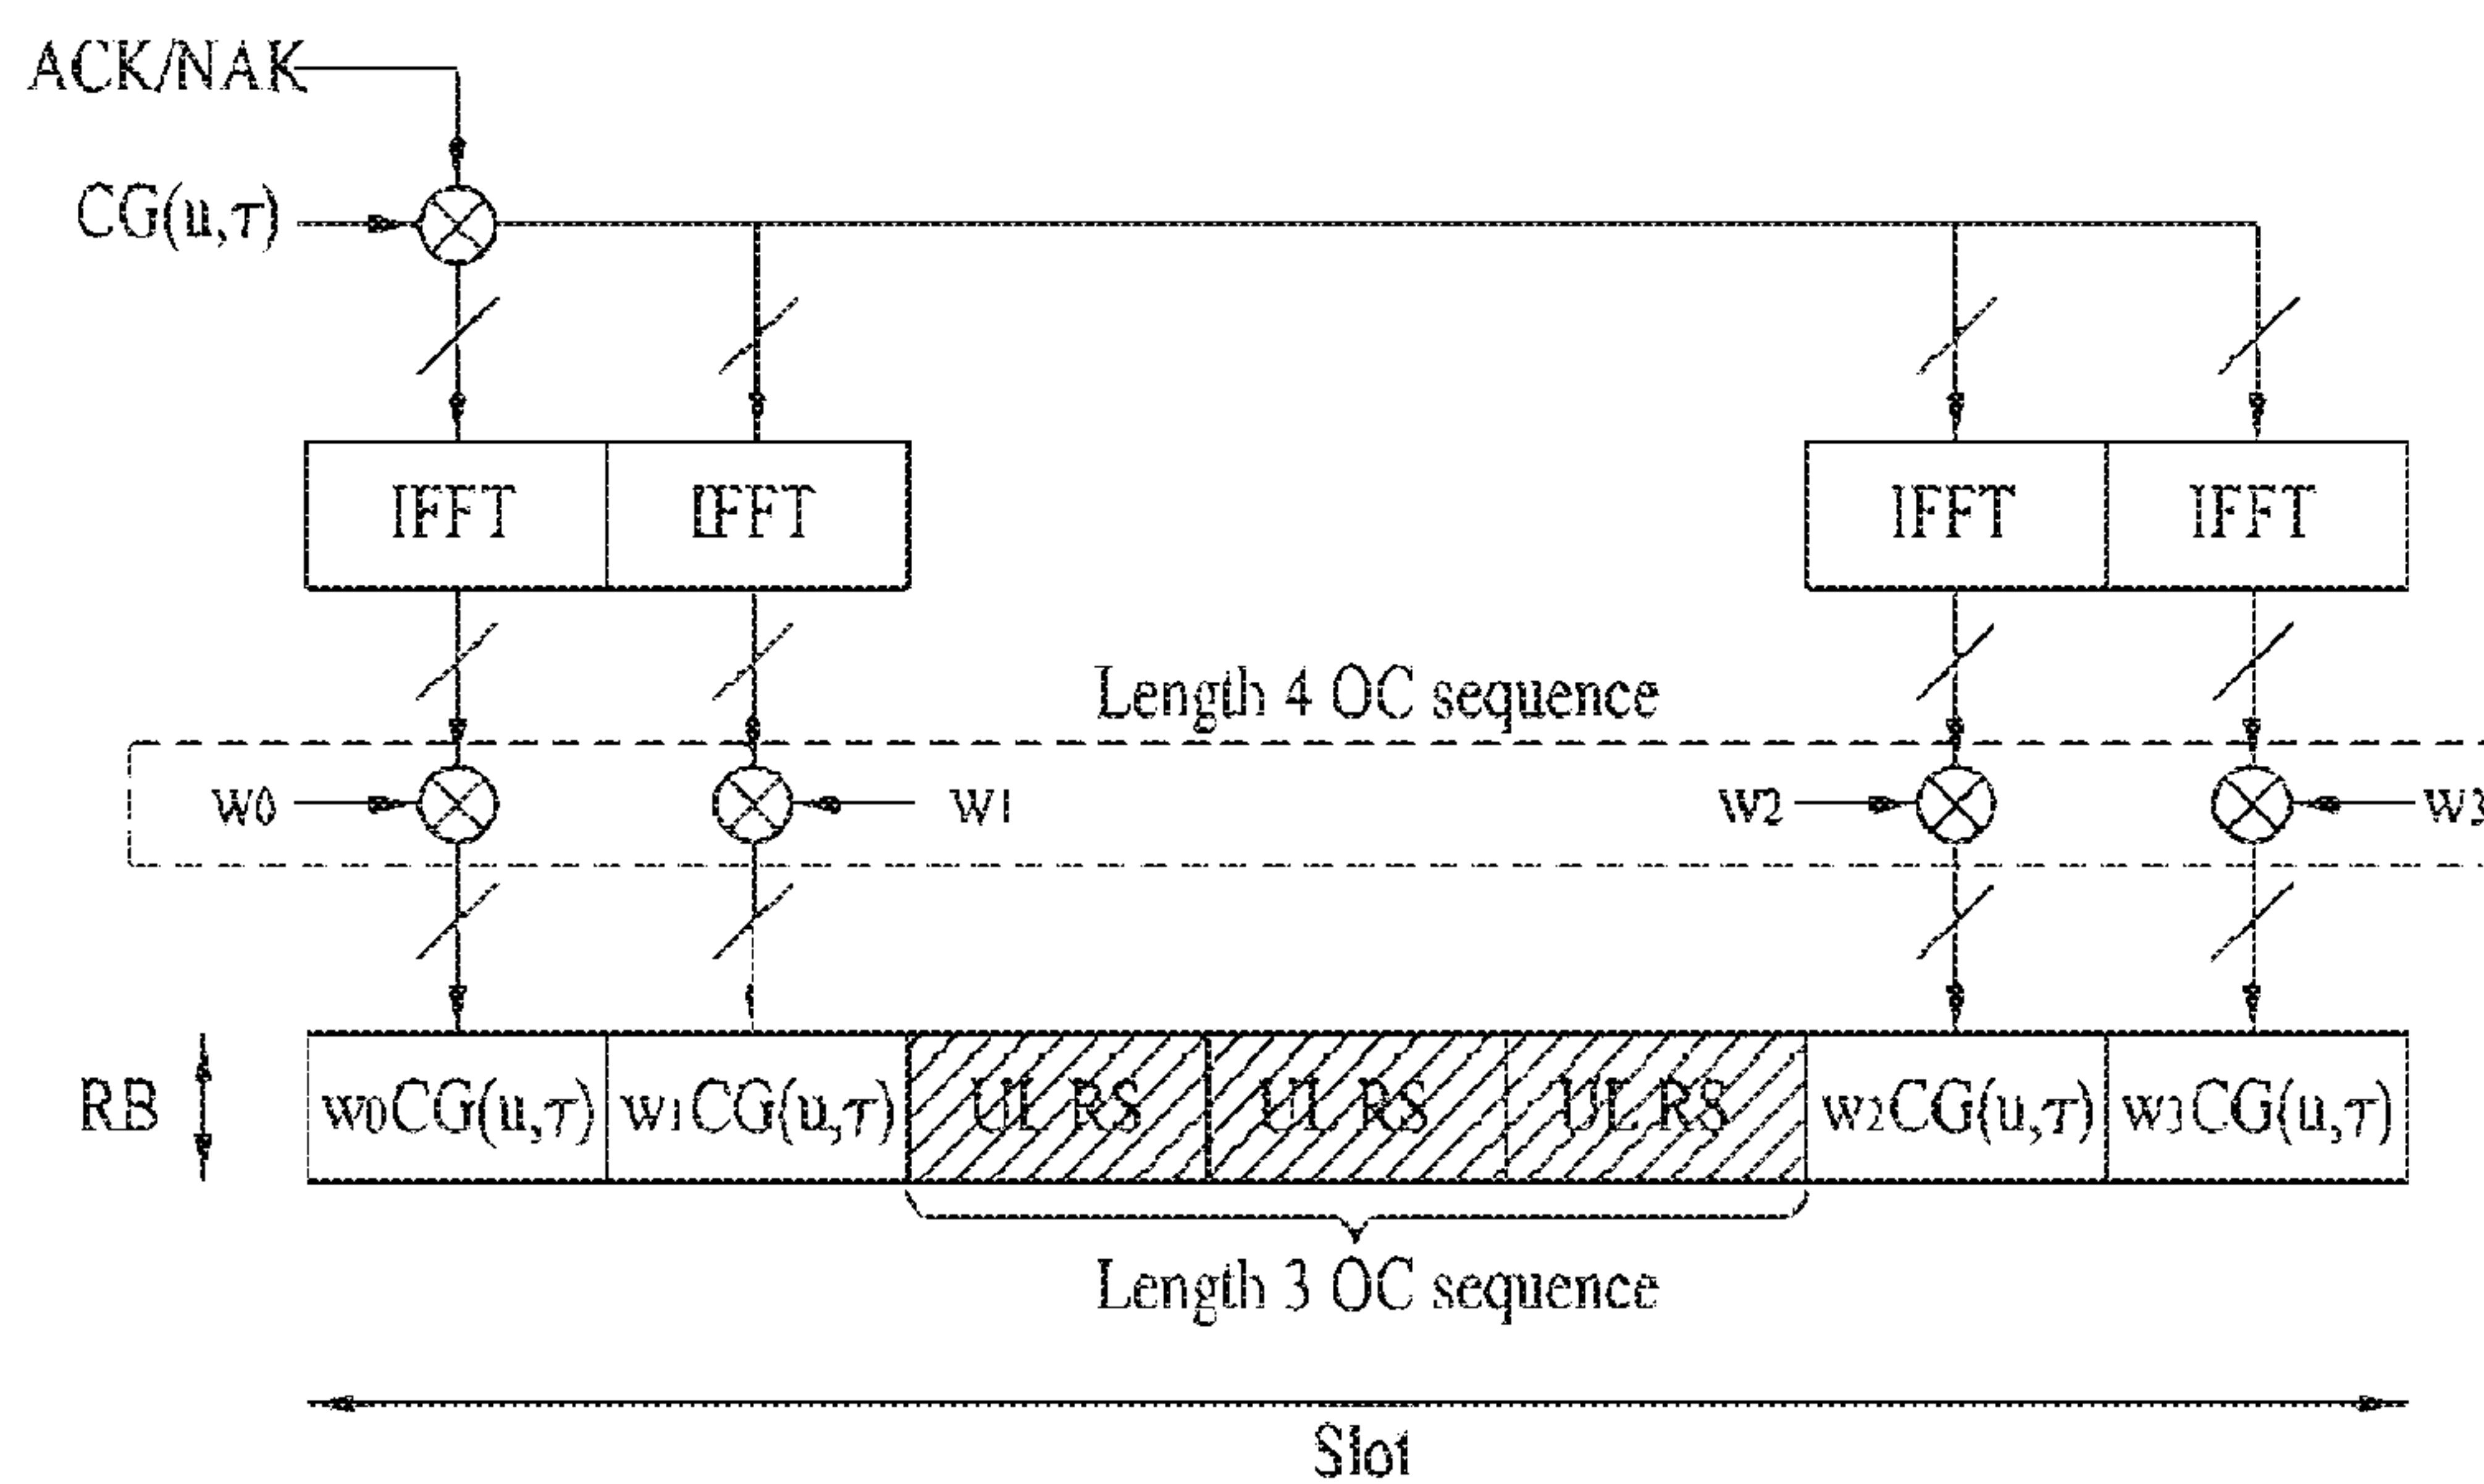 ACK/NAK
CG(u,τ)
IFFT IFFT IFFT IFFT
Length 4 OC sequence
w0 w1 w2 w3
RB w0CG(u,τ) w1CG(u,τ) UL RS UL RS UL RS w2CG(u,τ) w3CG(u,τ)
Length 3 OC sequence
Slot